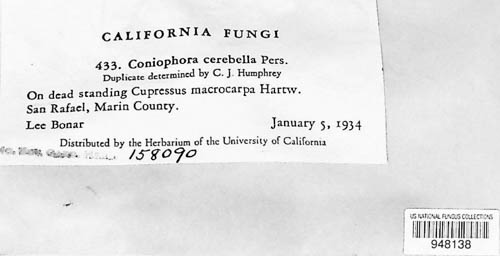 CALIFORNIA FUNGI
433. Coniophora cerebella Pers.
Duplicate determined by C. J. Humphrey
On dead standing Cupressus macrocarpa Hartw.
San Rafael, Marin County.
Lee Bonar January 5, 1934
Distributed by the Herbarium of the University of California
158090
US NATIONAL FUNGUS COLLECTIONS
948138